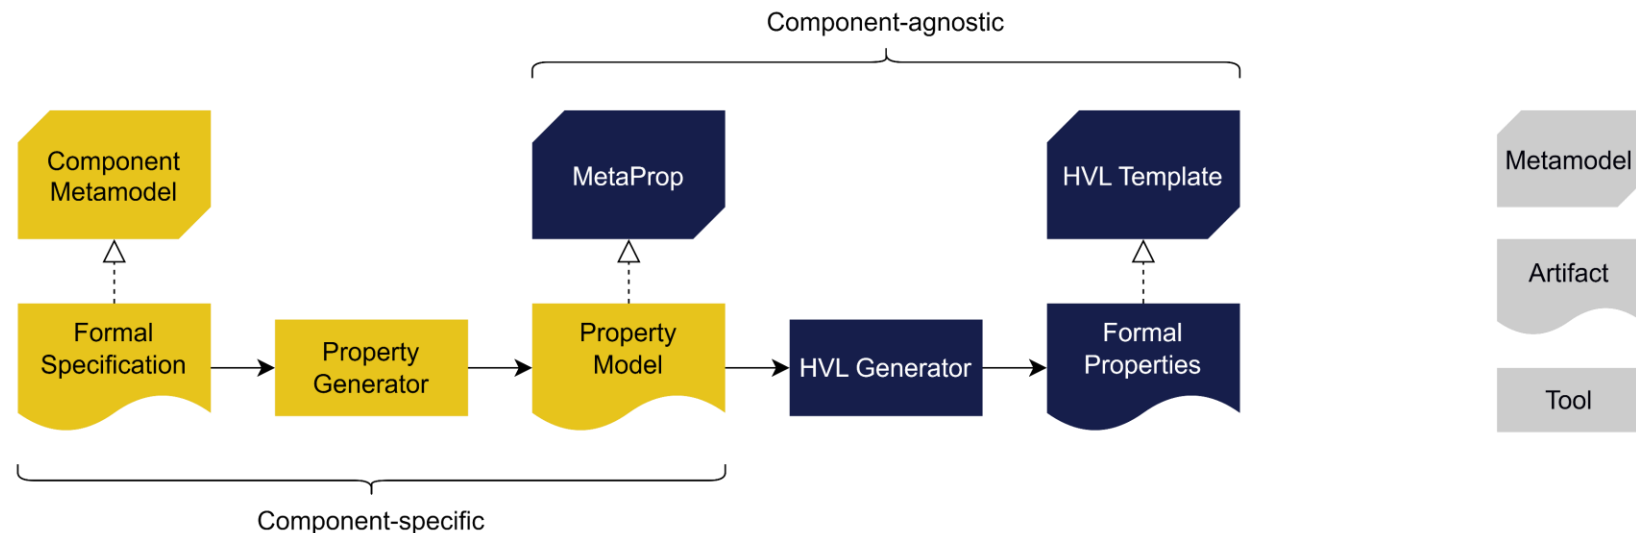 Component-agnostic
Component
Metamodel
MetaProp
HVL Template
Metamodel
Formal
Specification
Property
Generator
Property
Model
HVL Generator
Formal
Properties
Artifact
Tool
Component-specific